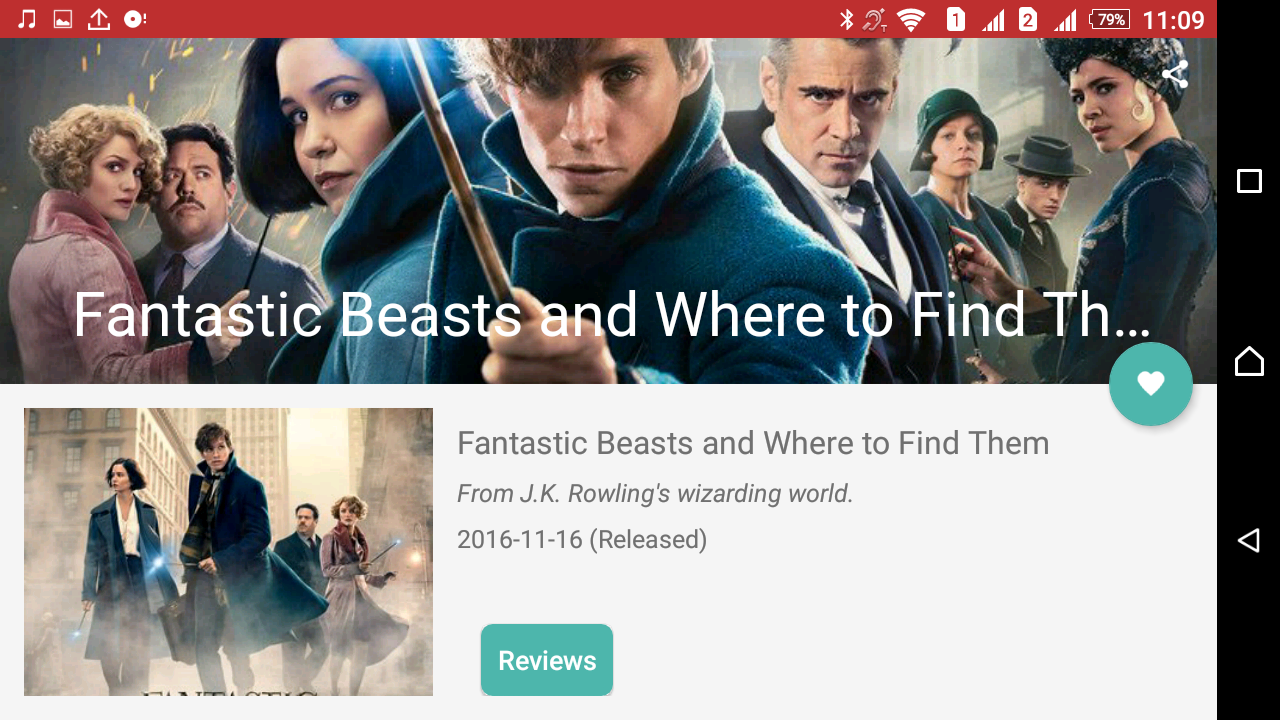 1 2 79% 11:09
Fantastic Beasts and Where to Find Th...
Fantastic Beasts and Where to Find Them
From J.K. Rowling's wizarding world.
2016-11-16 (Released)
FANTASTIC
Reviews